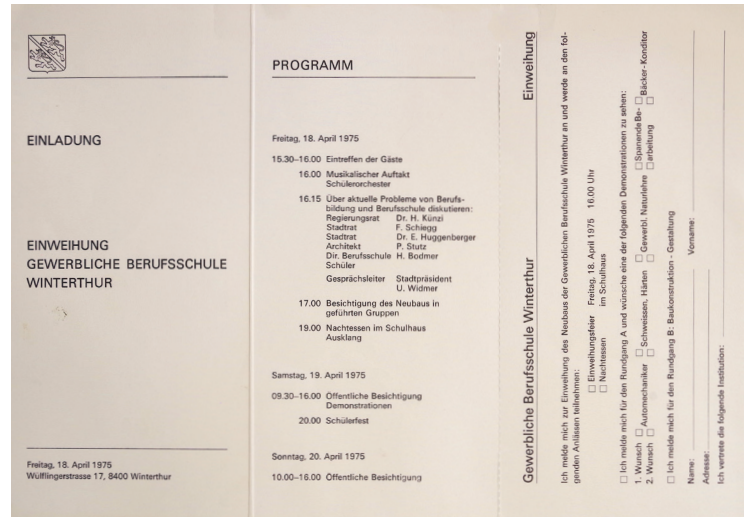 EINLADUNG
EINWEIHUNG
GEWERBLICHE BERUFSSCHULE
WINTERTHUR
Freitag, 18. April 1975
Wülflingerstrasse 17, 8400 Winterthur
PROGRAMM
Freitag, 18. April 1975
15.30–16.00 Eintreffen der Gäste
16.00 Musikalischer Auftakt
Schülerorchester
16.15 Über aktuelle Probleme von Berufs-
bildung und Berufsschule diskutieren:
Regierungsrat Dr. H. Künzi
Stadtrat F. Schiegg
Stadtrat Dr. E. Huggenberger
Architekt P. Stutz
Dir. Berufsschule H. Bodmer
Schüler
Gesprächsleiter Stadtpräsident
U. Widmer
17.00 Besichtigung des Neubaus in
geführten Gruppen
19.00 Nachtessen im Schulhaus
Ausklang
Samstag, 19. April 1975
09.30–16.00 Öffentliche Besichtigung
Demonstrationen
20.00 Schülerfest
Sonntag, 20. April 1975
10.00–16.00 Öffentliche Besichtigung
Gewerbliche Berufsschule Winterthur Einweihung
Ich melde mich zur Einweihung des Neubaus der Gewerblichen Berufsschule Winterthur an und werde an den fol-
genden Anlässen teilnehmen:
☐ Einweihungsfeier Freitag, 18. April 1975 16.00 Uhr
☐ Nachtessen im Schulhaus
☐ Ich melde mich für den Rundgang A und wünsche eine der folgenden Demonstrationen zu sehen:
1. Wunsch ☐ Automechaniker ☐ Schweissen, Härten ☐ Gewerbl. Naturlehre ☐ Spanende Be- ☐ Bäcker-Konditor
2. Wunsch ☐ ☐ ☐ ☐ arbeitung ☐
☐ Ich melde mich für den Rundgang B: Baukonstruktion - Gestaltung
Name: Vorname:
Adresse:
Ich vertrete die folgende Institution: